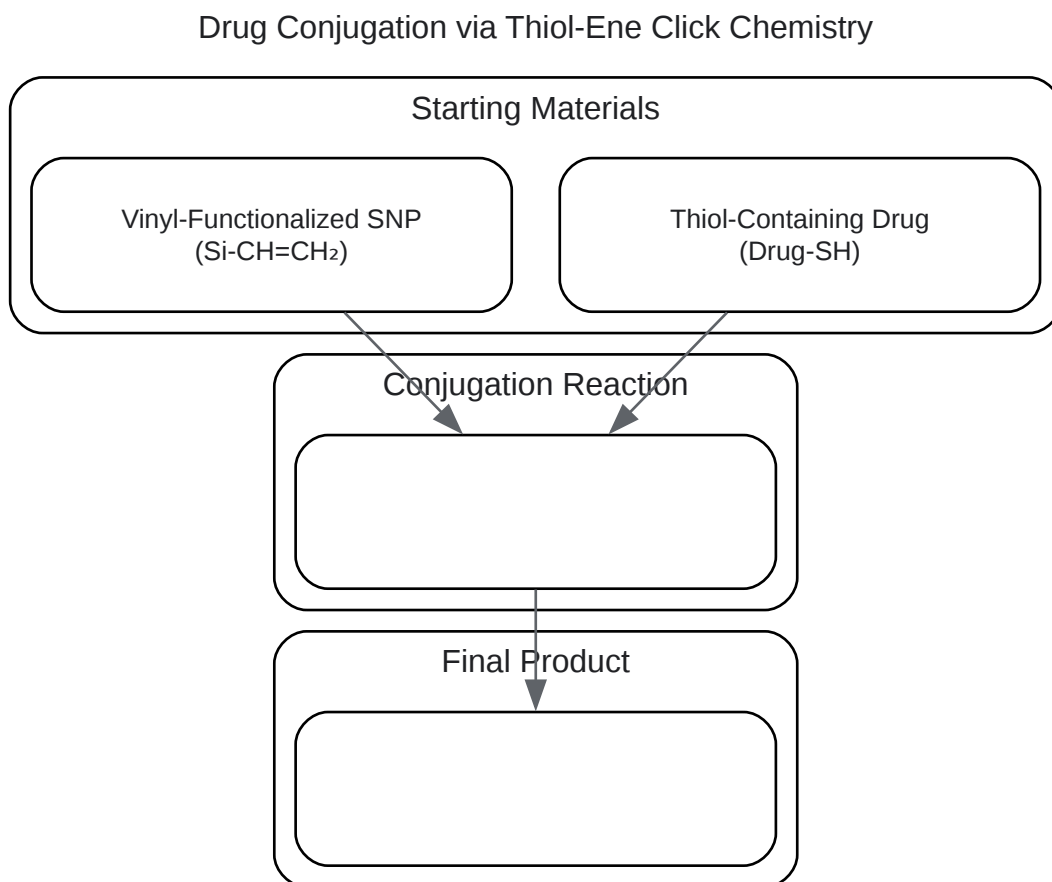 Drug Conjugation via Thiol-Ene Click Chemistry
Starting Materials
Vinyl-Functionalized SNP
(Si-CH=CH₂)
Thiol-Containing Drug
(Drug-SH)
Conjugation Reaction
Final Product